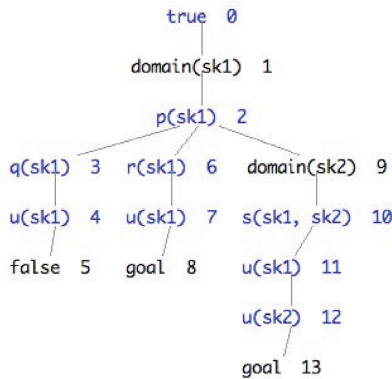 true 0
domain(sk1) 1
p(sk1) 2
q(sk1) 3 r(sk1) 6 domain(sk2) 9
u(sk1) 4 u(sk1) 7 s(sk1, sk2) 10
false 5 goal 8 u(sk1) 11
u(sk2) 12
goal 13